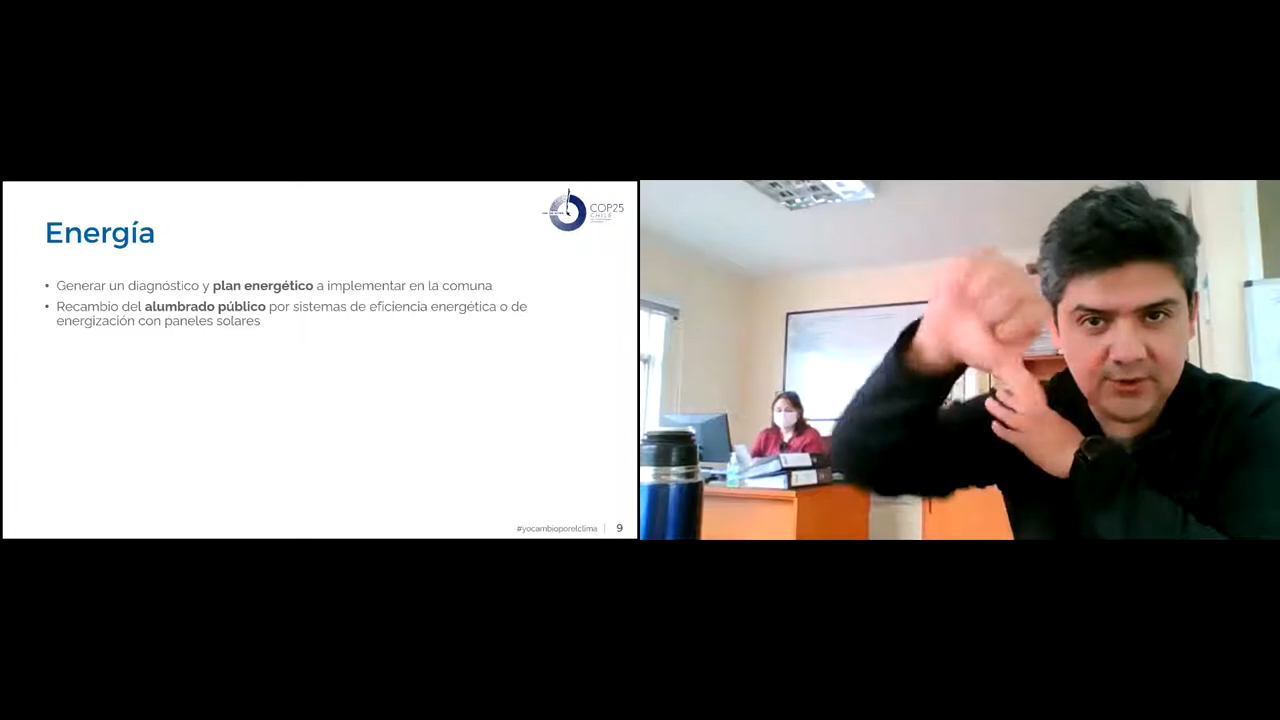 Energía
COP25
CHILE
• Generar un diagnóstico y plan energético a implementar en la comuna
• Recambio del alumbrado público por sistemas de eficiencia energética o de
energización con paneles solares
#yocambioporelclima | 9